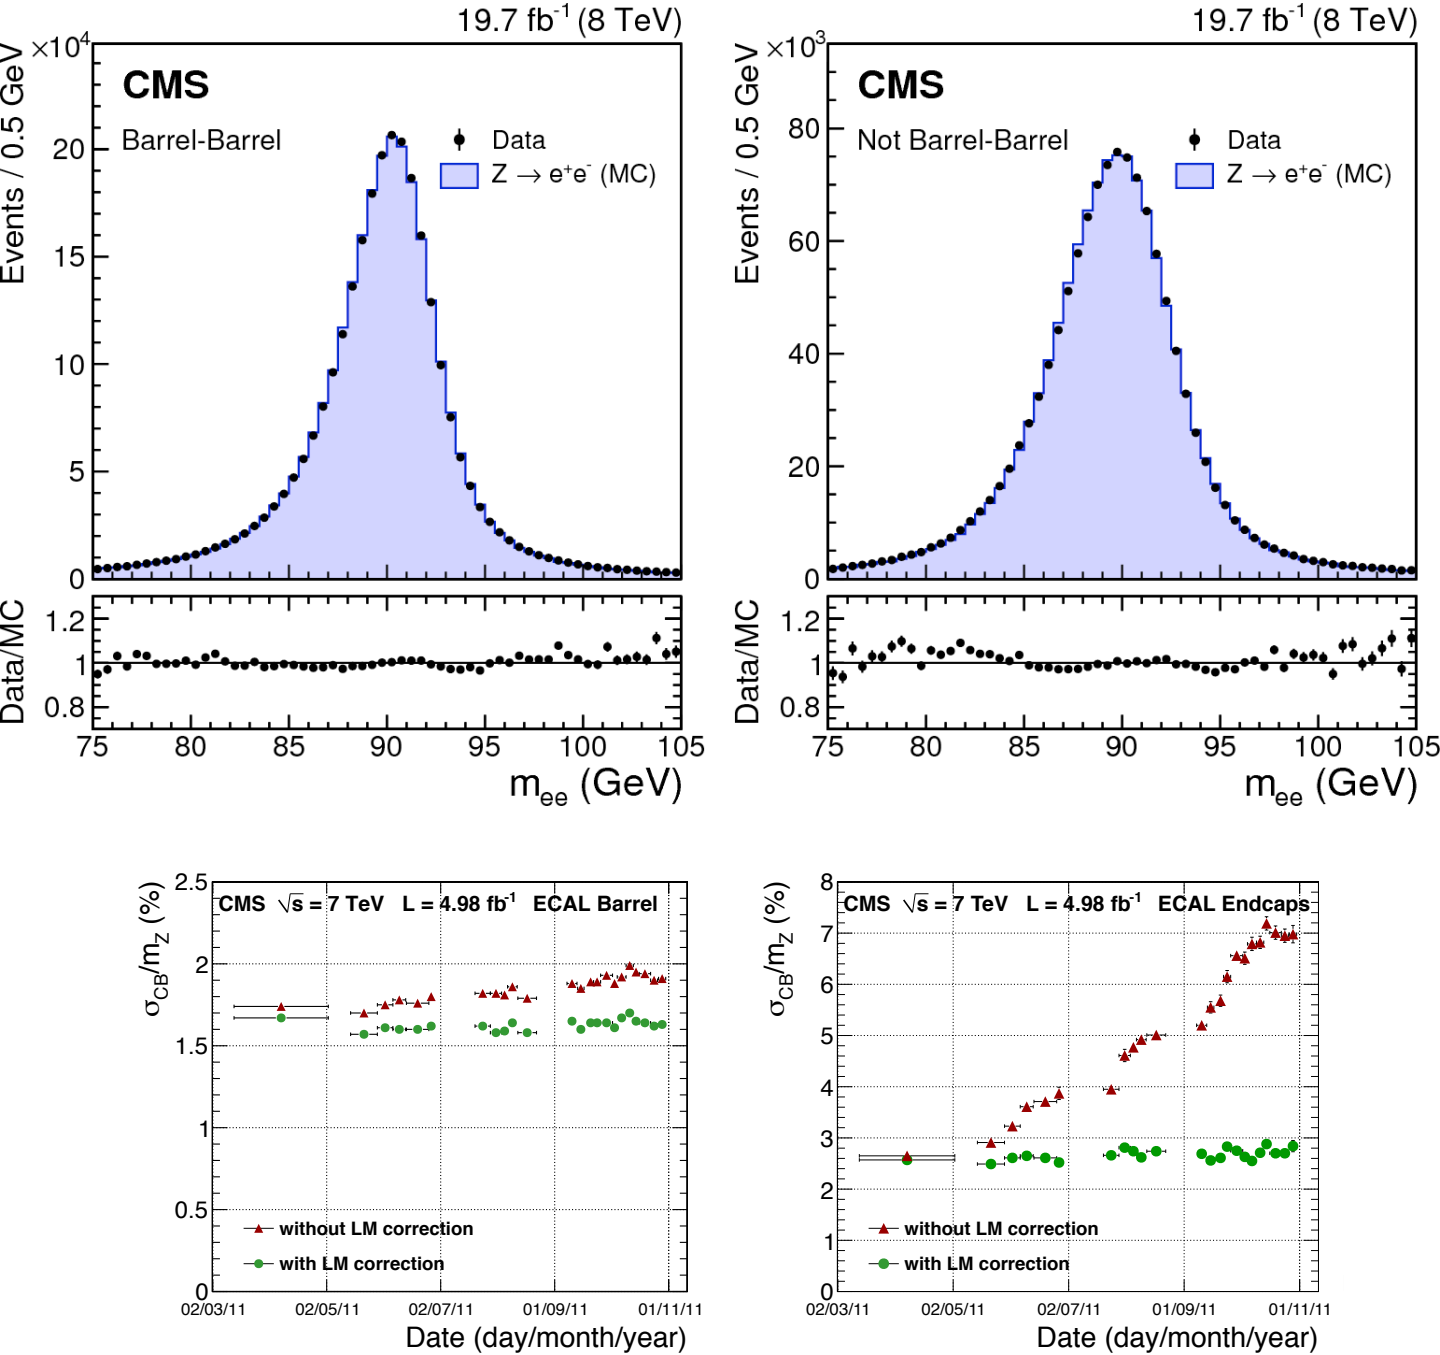 19.7 fb⁻¹ (8 TeV)
×10⁴
CMS
Barrel-Barrel
Data
Z → e⁺e⁻ (MC)
Events / 0.5 GeV
20
15
10
5
0
Data/MC
1.2
1
0.8
75 80 85 90 95 100 105
mₑₑ (GeV)
19.7 fb⁻¹ (8 TeV)
×10³
CMS
Not Barrel-Barrel
Data
Z → e⁺e⁻ (MC)
Events / 0.5 GeV
80
60
40
20
0
Data/MC
1.2
1
0.8
75 80 85 90 95 100 105
mₑₑ (GeV)
σCB/mZ (%)
2.5
CMS √s = 7 TeV L = 4.98 fb⁻¹ ECAL Barrel
2
1.5
1
0.5
without LM correction
with LM correction
0
02/03/11 02/05/11 02/07/11 01/09/11 01/11/11
Date (day/month/year)
σCB/mZ (%)
8
CMS √s = 7 TeV L = 4.98 fb⁻¹ ECAL Endcaps
7
6
5
4
3
2
1
without LM correction
with LM correction
0
02/03/11 02/05/11 02/07/11 01/09/11 01/11/11
Date (day/month/year)